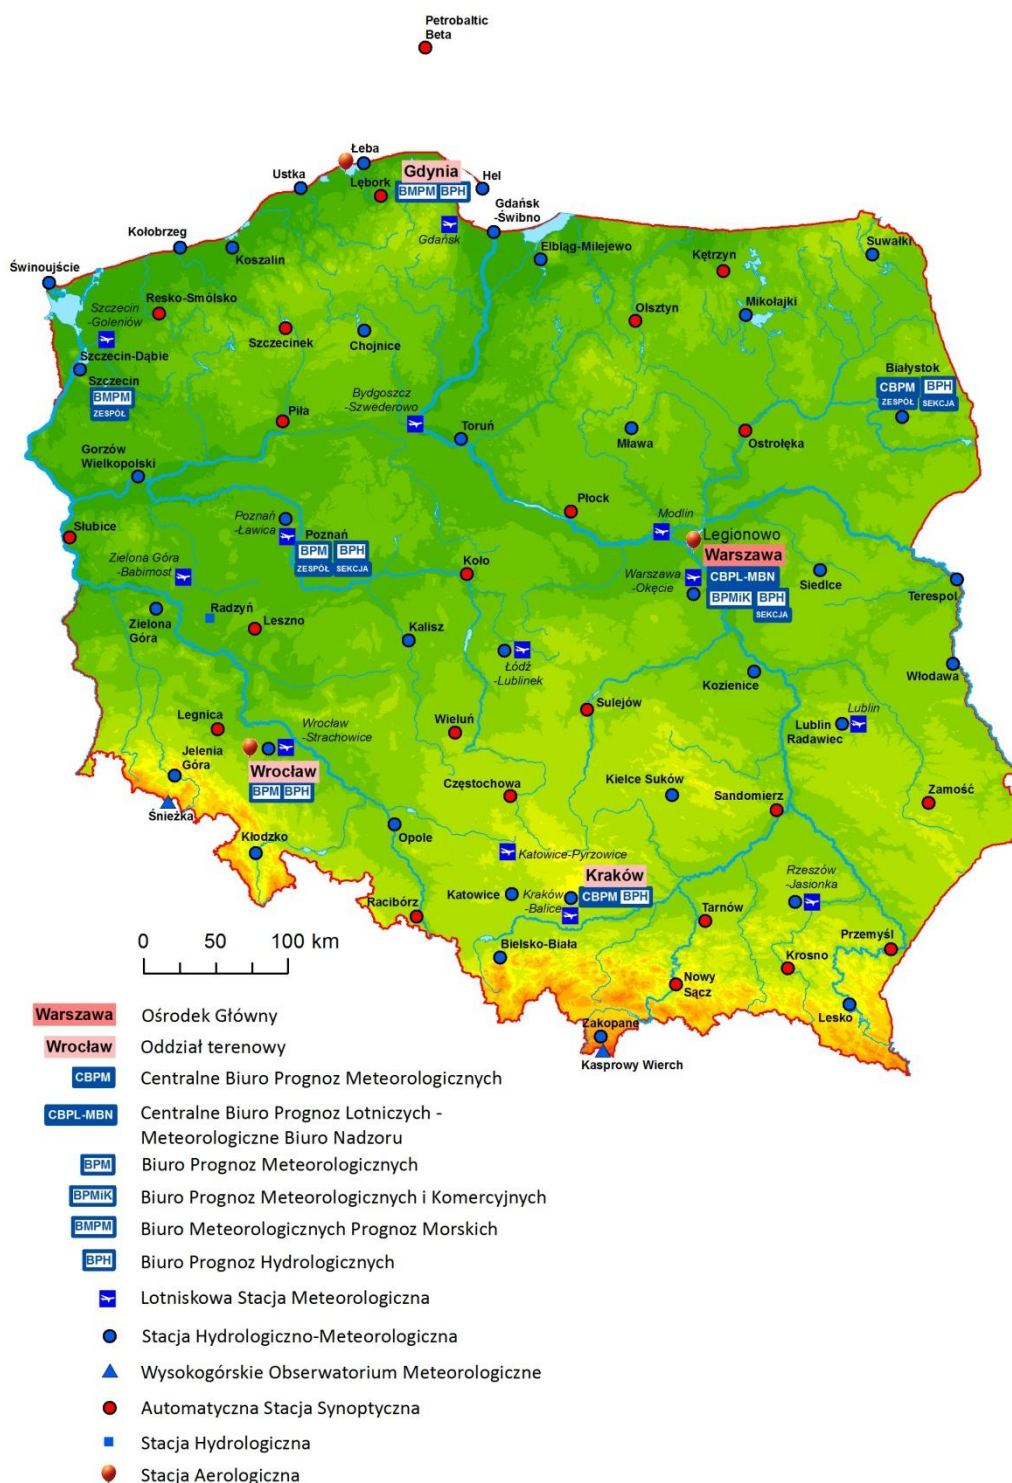 Petrobaltic
Beta
Łeba
Ustka
Lębork
Gdynia
BMPM BPH
Hel
Gdańsk
-Świbno
Gdańsk
Kołobrzeg
Koszalin
Elbląg-Milejewo
Kętrzyn
Suwałki
Świnoujście
Szczecin
-Goleniów
Resko-Smólsko
Szczecinek
Chojnice
Olsztyn
Mikołajki
Szczecin-Dąbie
Szczecin
BMPM
ZESPÓŁ
Białystok
CBPM BPH
ZESPÓŁ SEKCJA
Bydgoszcz
-Szwederowo
Piła
Toruń
Mława
Ostrołęka
Gorzów
Wielkopolski
Słubice
Poznań
-Ławica
Poznań
BPM BPH
ZESPÓŁ SEKCJA
Płock
Modlin
Legionowo
Warszawa
CBPL-MBN
BPMiK BPH
SEKCJA
Warszawa
-Okęcie
Zielona Góra
-Babimost
Koło
Siedlce
Terespol
Zielona
Góra
Radzyń
Leszno
Kalisz
Łódź
-Lublinek
Kozienice
Włodawa
Legnica
Wrocław
-Strachowice
Wieluń
Sulejów
Lublin
Radawiec
Lublin
Jelenia
Góra
Wrocław
BPM BPH
Śnieżka
Częstochowa
Kielce Suków
Sandomierz
Zamość
Kłodzko
Opole
Katowice-Pyrzowice
Kraków
CBPM BPH
Katowice
Kraków
-Balice
Rzeszów
-Jasionka
Racibórz
Tarnów
Przemyśl
Bielsko-Biała
Krosno
Nowy
Sącz
Lesko
Zakopane
Kasprowy Wierch
0 50 100 km
Warszawa Ośrodek Główny
Wrocław Oddział terenowy
CBPM Centralne Biuro Prognoz Meteorologicznych
CBPL-MBN Centralne Biuro Prognoz Lotniczych -
Meteorologiczne Biuro Nadzoru
BPM Biuro Prognoz Meteorologicznych
BPMiK Biuro Prognoz Meteorologicznych i Komercyjnych
BMPM Biuro Meteorologicznych Prognoz Morskich
BPH Biuro Prognoz Hydrologicznych
Lotniskowa Stacja Meteorologiczna
Stacja Hydrologiczno-Meteorologiczna
Wysokogórskie Obserwatorium Meteorologiczne
Automatyczna Stacja Synoptyczna
Stacja Hydrologiczna
Stacja Aerologiczna